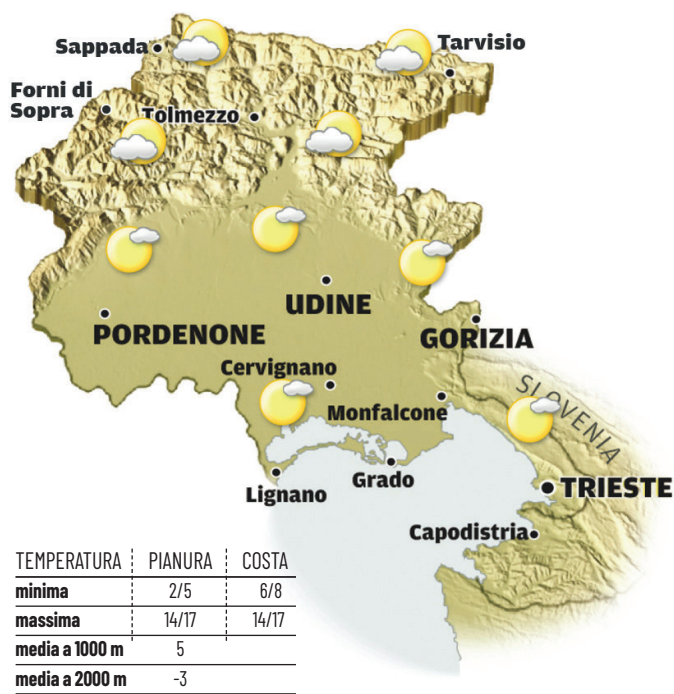 Sappada
Tarvisio
Forni di
Sopra
Tolmezzo
UDINE
PORDENONE
GORIZIA
Cervignano
SLOVENIA
Monfalcone
Grado
Lignano
TRIESTE
Capodistria
TEMPERATURA PIANURA COSTA
minima 2/5 6/8
massima 14/17 14/17
media a 1000 m 5
media a 2000 m -3